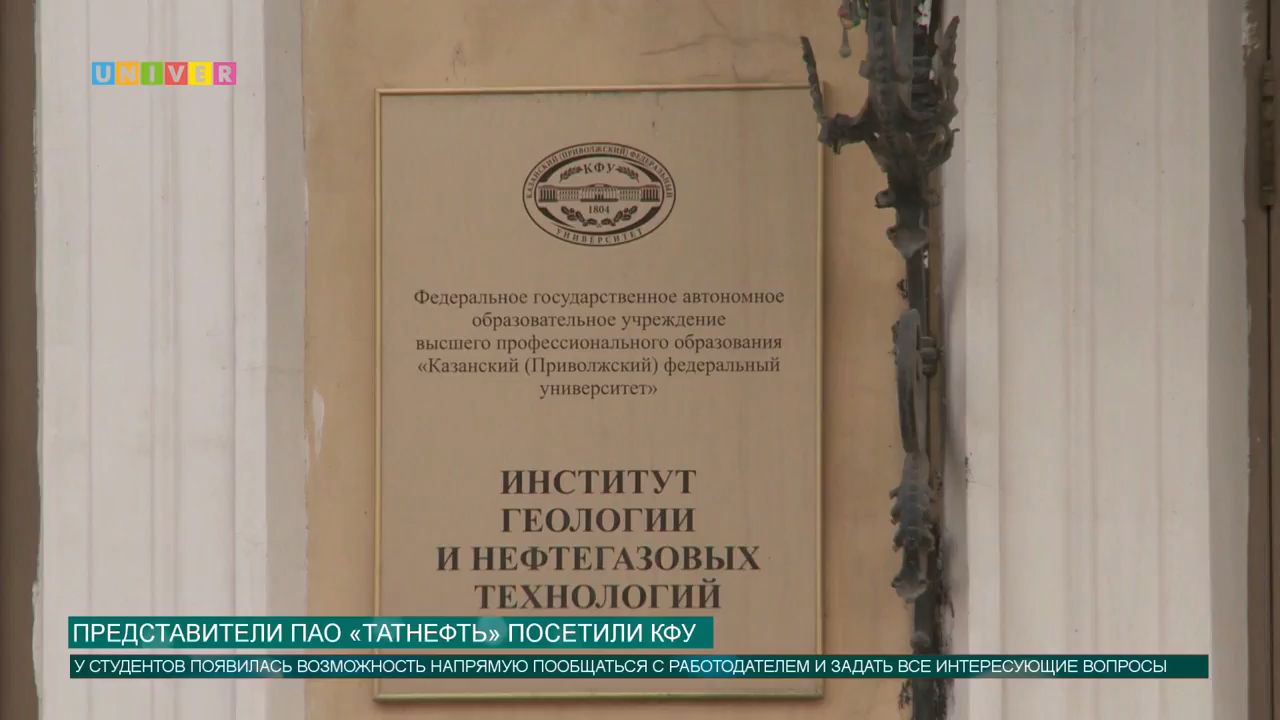 UNIVER
КАЗАНСКИЙ (ПРИВОЛЖСКИЙ) ФЕДЕРАЛЬНЫЙ
КФУ
1804
УНИВЕРСИТЕТ
Федеральное государственное автономное
образовательное учреждение
высшего профессионального образования
«Казанский (Приволжский) федеральный
университет»
ИНСТИТУТ
ГЕОЛОГИИ
И НЕФТЕГАЗОВЫХ
ТЕХНОЛОГИЙ
ПРЕДСТАВИТЕЛИ ПАО «ТАТНЕФТЬ» ПОСЕТИЛИ КФУ
У СТУДЕНТОВ ПОЯВИЛАСЬ ВОЗМОЖНОСТЬ НАПРЯМУЮ ПООБЩАТЬСЯ С РАБОТОДАТЕЛЕМ И ЗАДАТЬ ВСЕ ИНТЕРЕСУЮЩИЕ ВОПРОСЫ